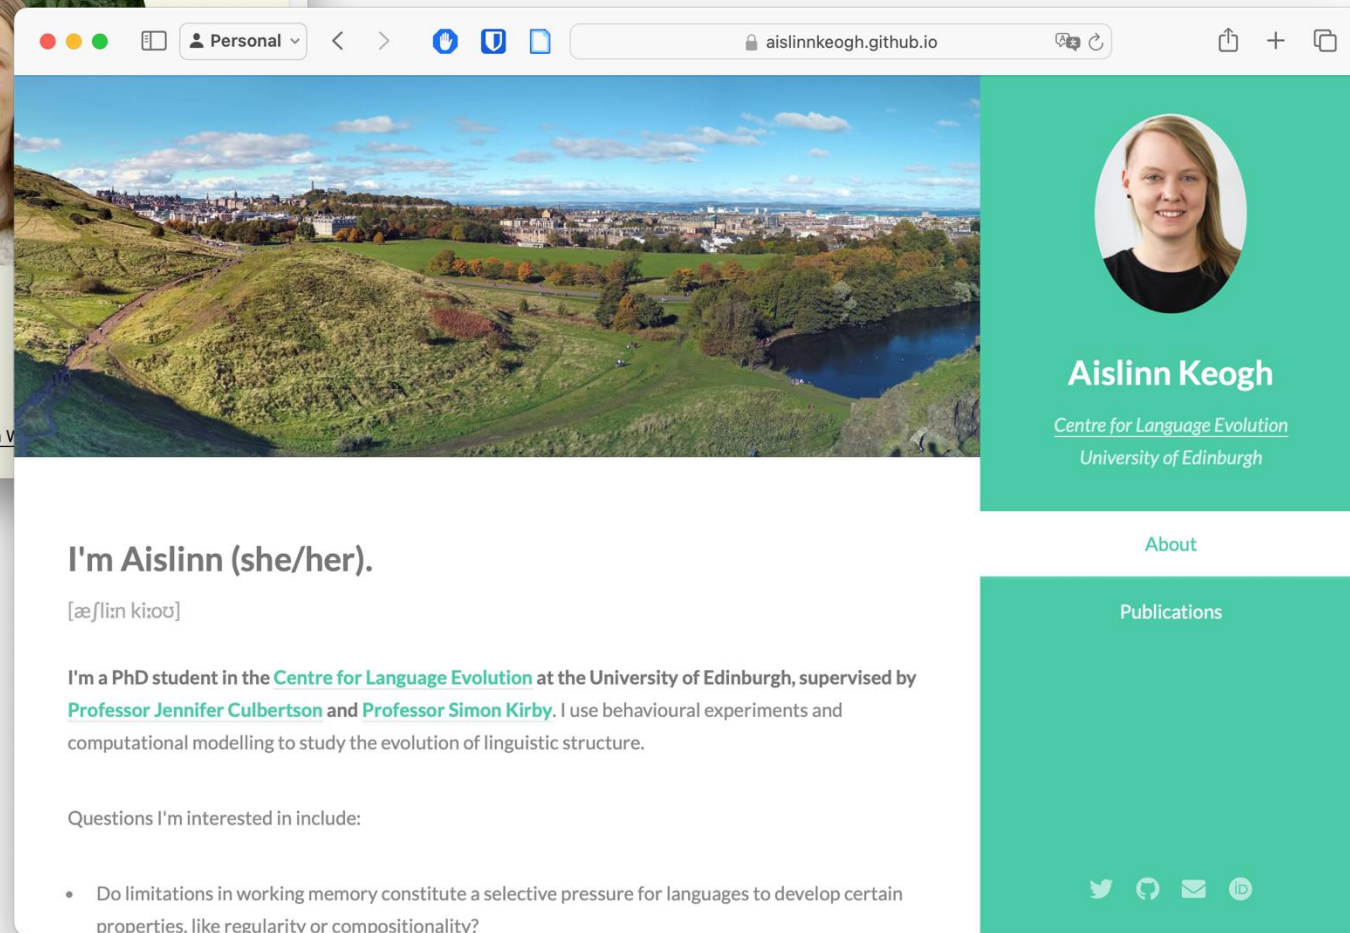 Personal
aislinnkeogh.github.io
Aislinn Keogh
Centre for Language Evolution
University of Edinburgh
About
Publications
I'm Aislinn (she/her).
[æʃliːn kiːoʊ]
I'm a PhD student in the Centre for Language Evolution at the University of Edinburgh, supervised by
Professor Jennifer Culbertson and Professor Simon Kirby. I use behavioural experiments and
computational modelling to study the evolution of linguistic structure.
Questions I'm interested in include:
• Do limitations in working memory constitute a selective pressure for languages to develop certain
properties, like regularity or compositionality?